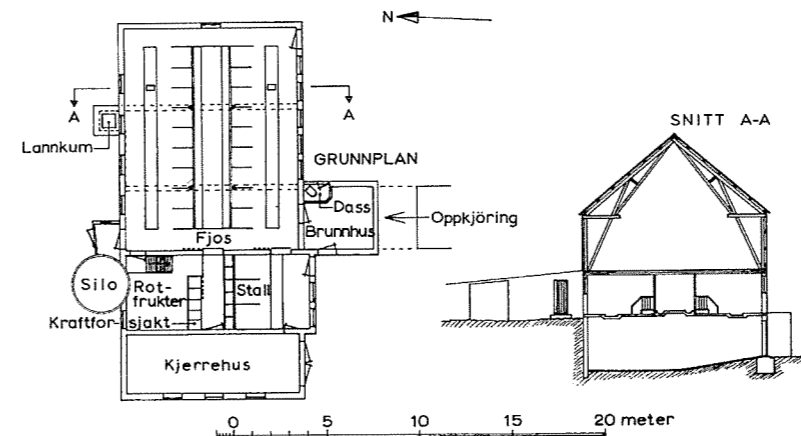 N
SNITT A-A
A
A
Lannkum
GRUNNPLAN
Dass
Oppkjöring
Fjos
Brunnhus
Silo
Rot-
frukter
Stall
Kraftfor-sjakt
Kjerrehus
0 5 10 15 20 meter